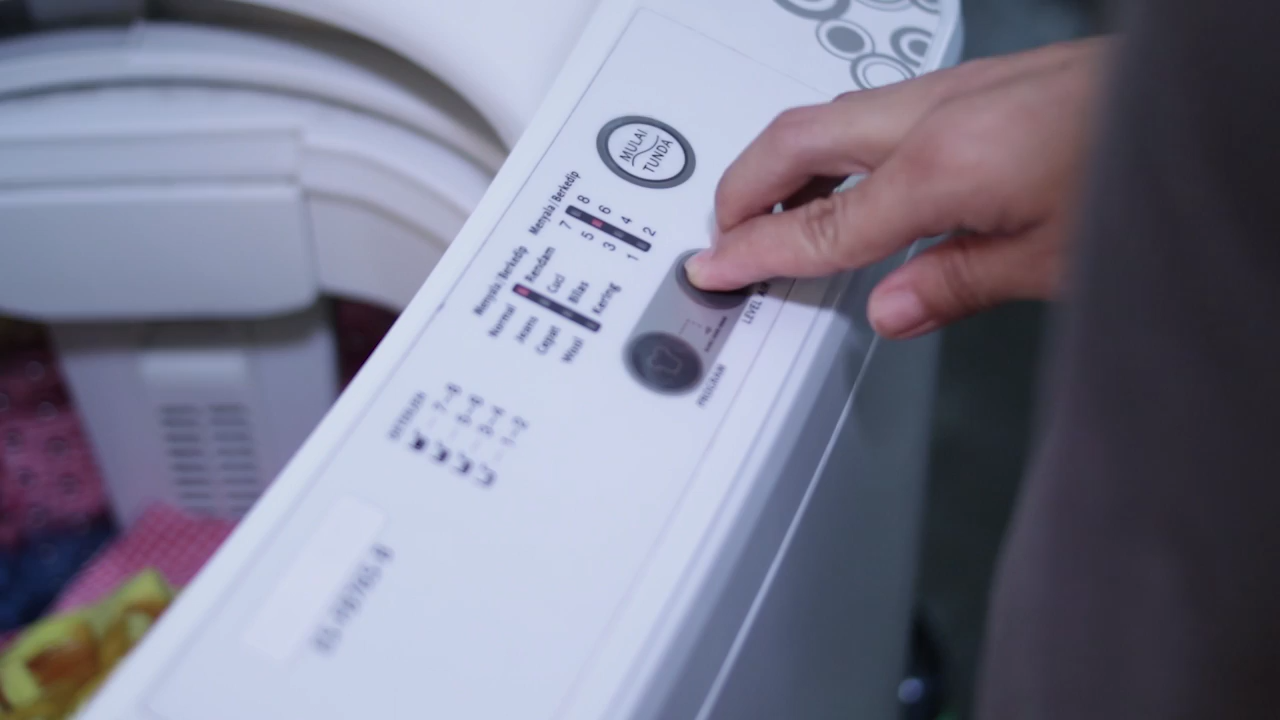 MULAI
TUNDA
Menyala / Berkedip
8 6 4 2
7 5 3 1
Menyala / Berkedip
Rendam
Cuci
Bilas
Kering
Normal
Jeans
Cepat
Wool
LEVEL AIR
PROGRAM
7-8
5-6
3-4
1-2